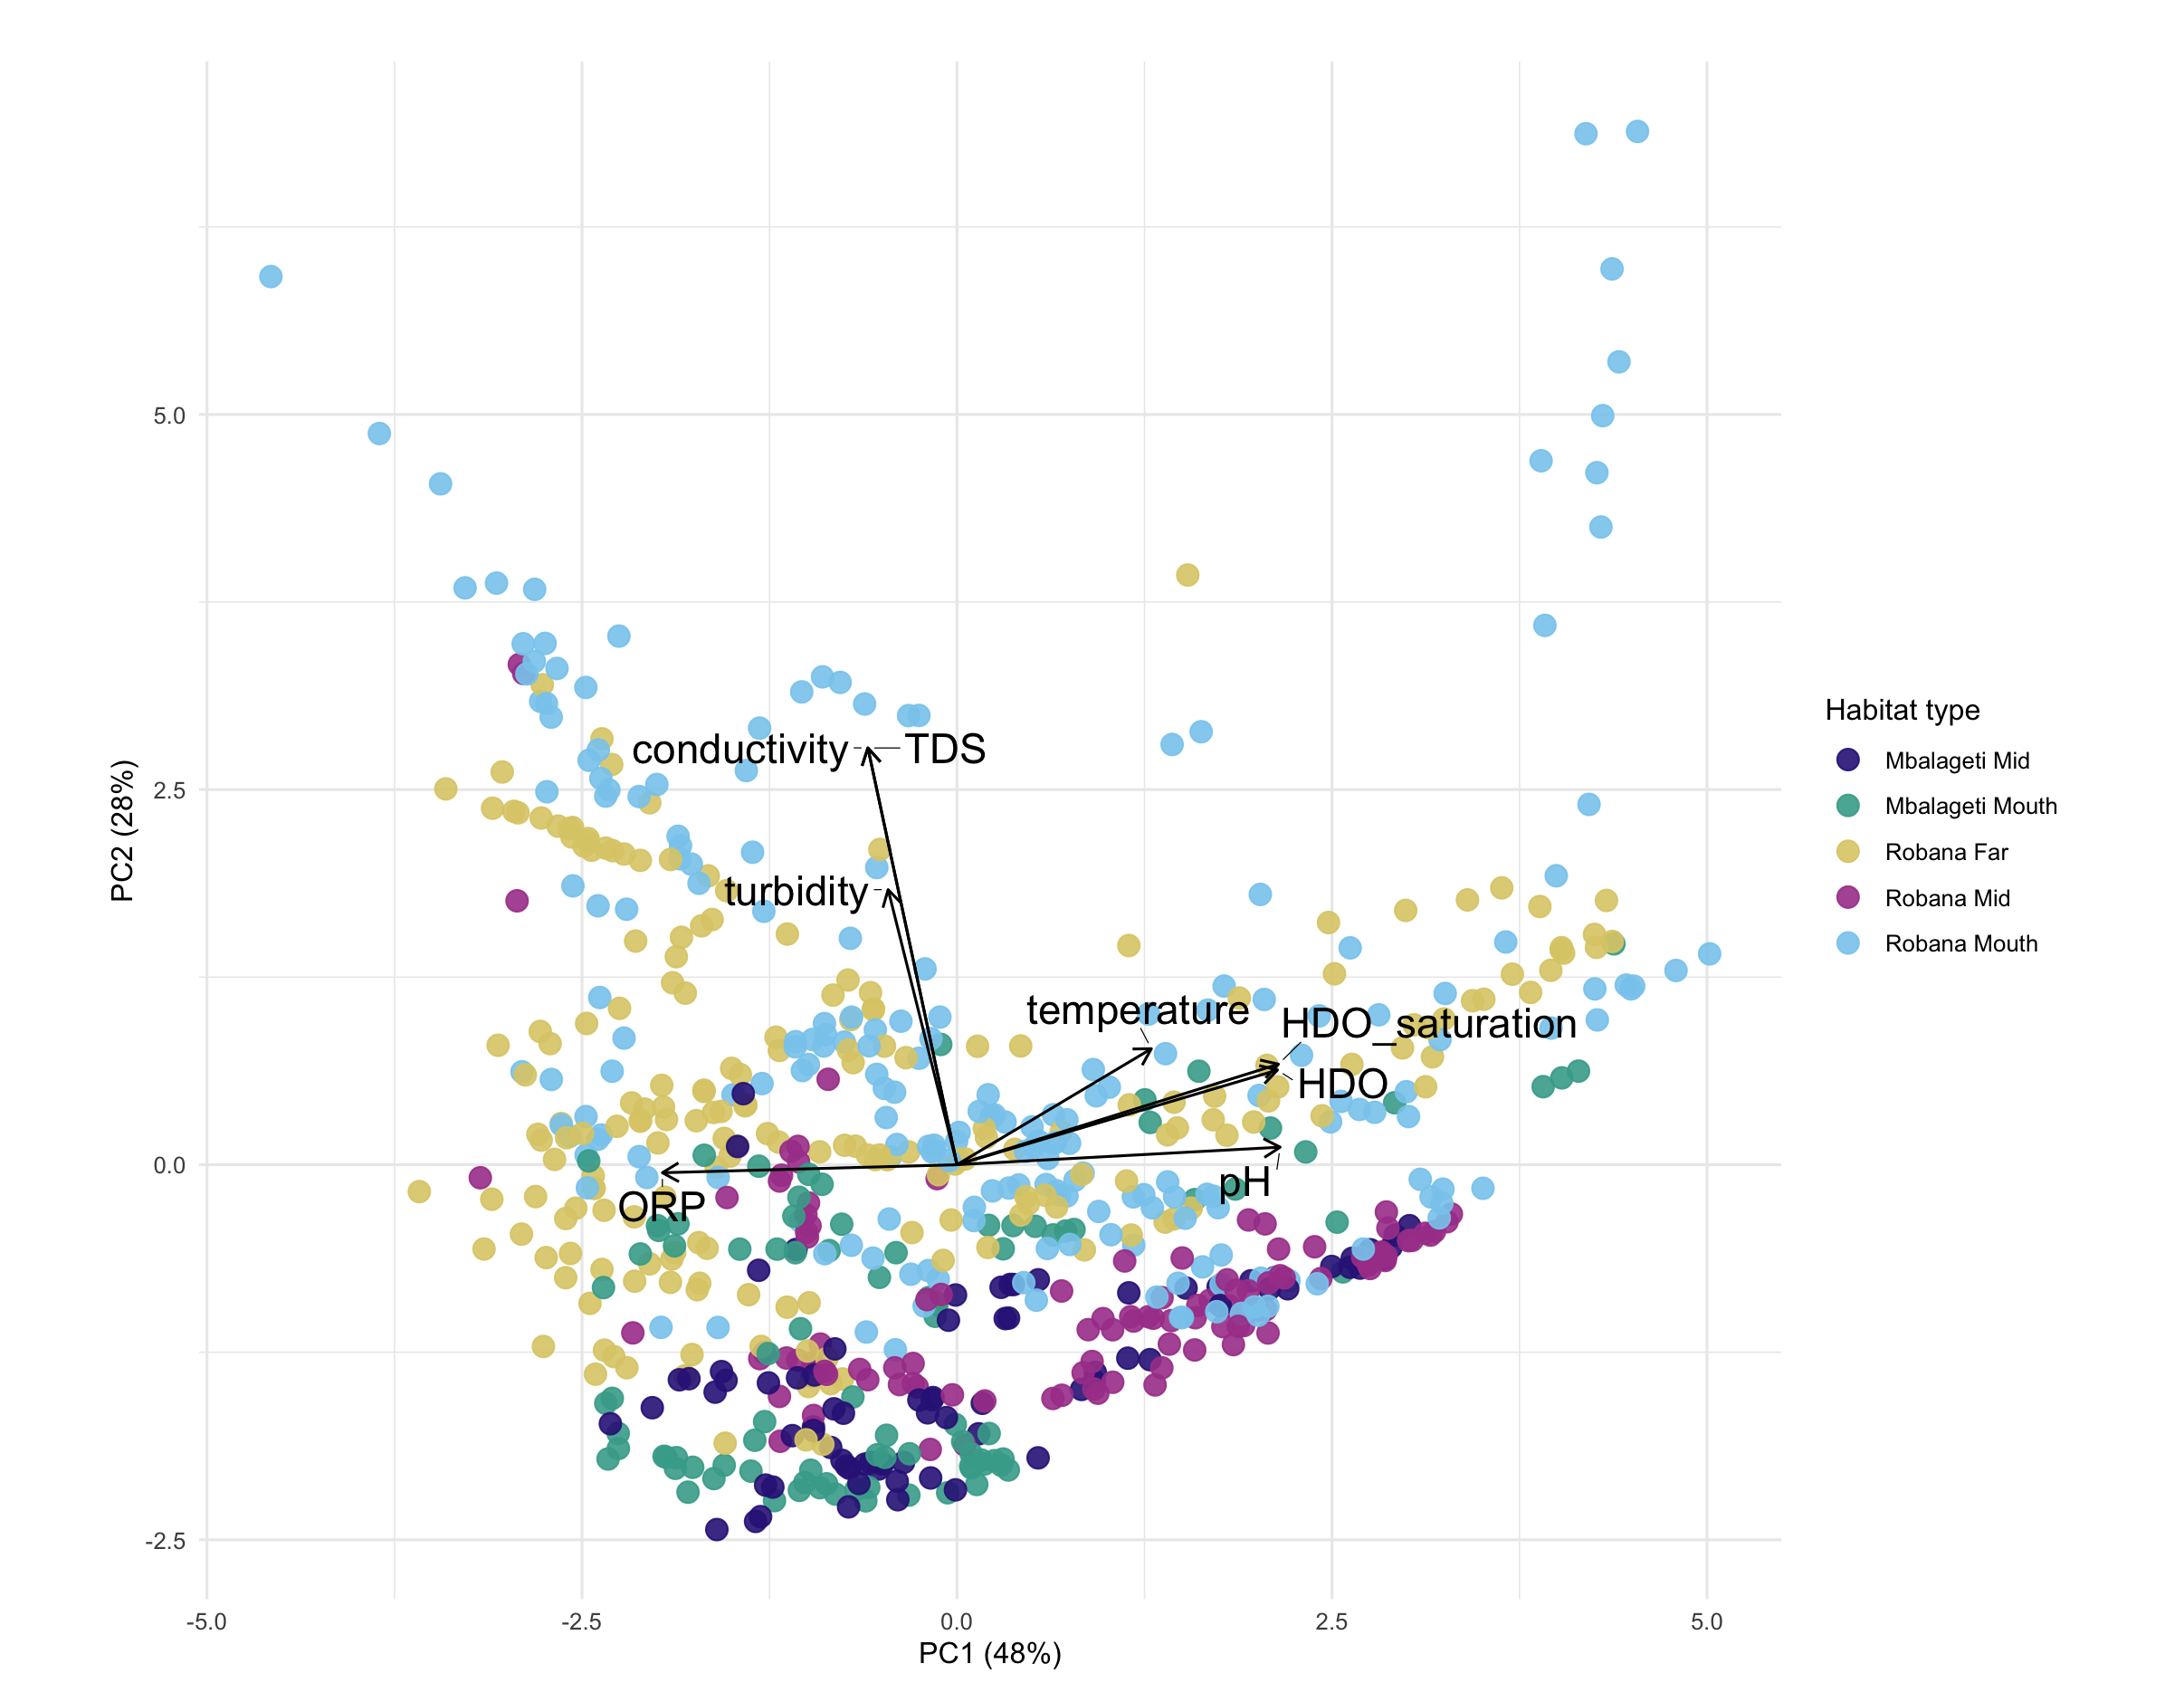 conductivity
TDS
turbidity
temperature
HDO_saturation
HDO
pH
ORP
5.0
2.5
0.0
-2.5
PC2 (28%)
-5.0
-2.5
0.0
2.5
5.0
PC1 (48%)
Habitat type
Mbalageti Mid
Mbalageti Mouth
Robana Far
Robana Mid
Robana Mouth